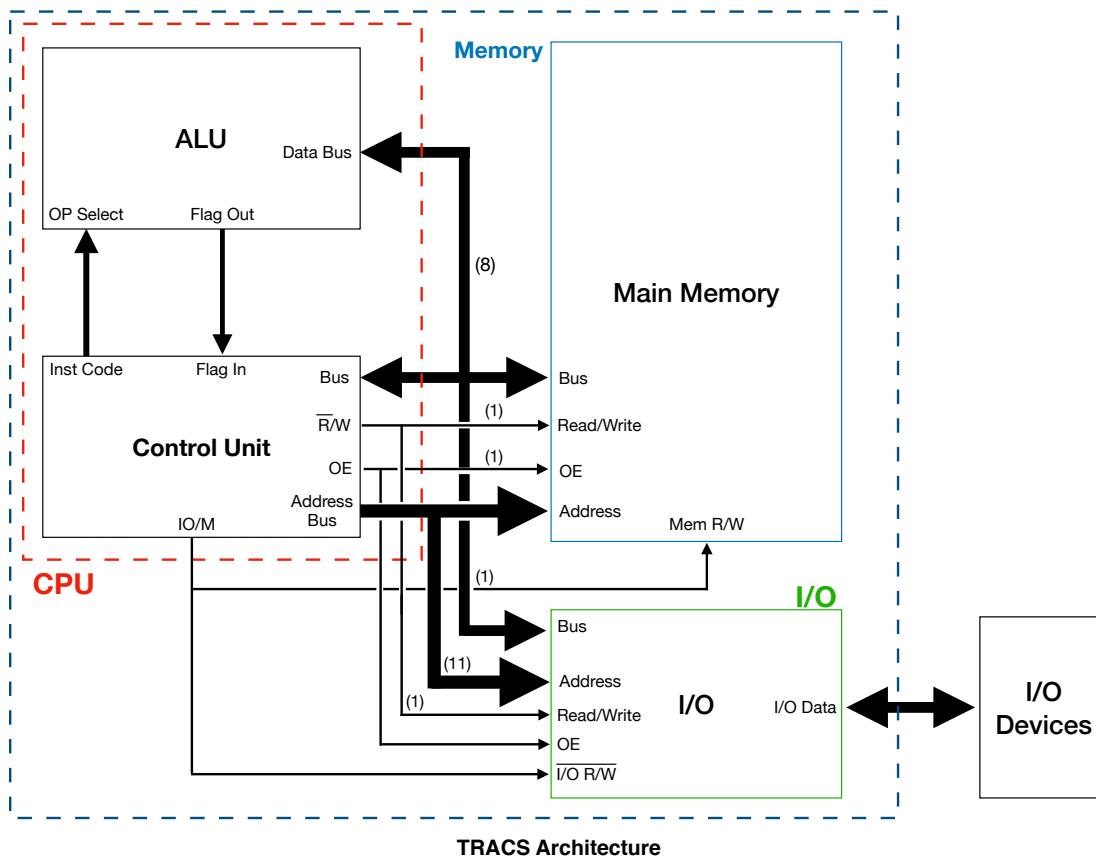 Memory
ALU
Data Bus
OP Select
Flag Out
(8)
Main Memory
Inst Code
Flag In
Bus
Bus
R/W
(1)
Read/Write
Control Unit
OE
(1)
OE
Address
Bus
Address
IO/M
Mem R/W
CPU
(1)
I/O
Bus
(11)
Address
I/O
I/O Data
I/O
Devices
(1)
Read/Write
OE
I/O R/W
TRACS Architecture